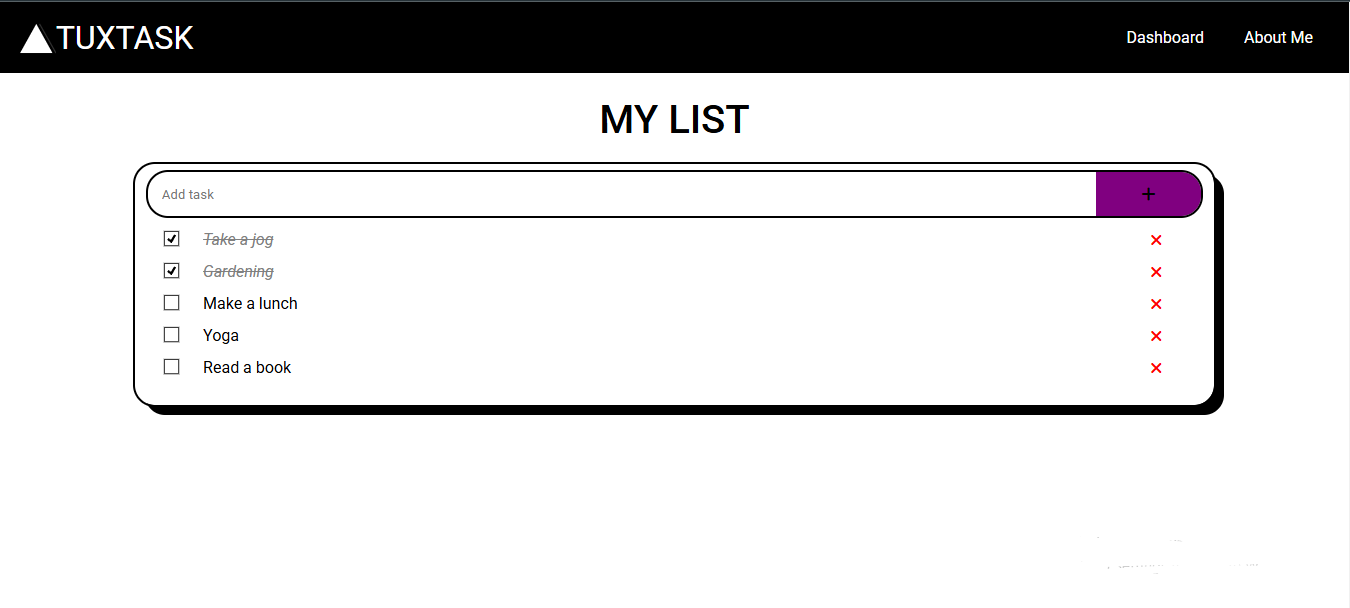 TUXTASK
Dashboard
About Me
MY LIST
Add task
+
Take a jog
Gardening
Make a lunch
Yoga
Read a book